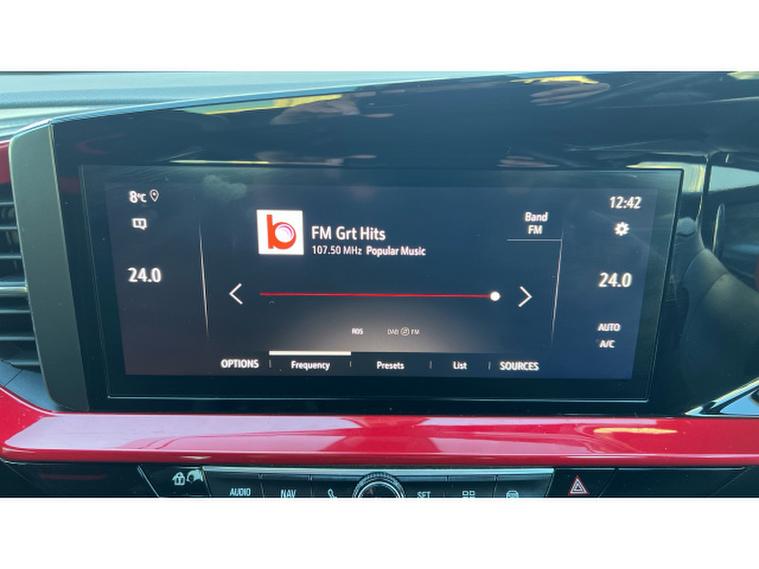 8°C
12:42
FM Grt Hits
107.50 MHz Popular Music
Band
FM
24.0
24.0
RDS
DAB FM
AUTO
A/C
OPTIONS
Frequency
Presets
List
SOURCES
AUDIO
NAV
SET